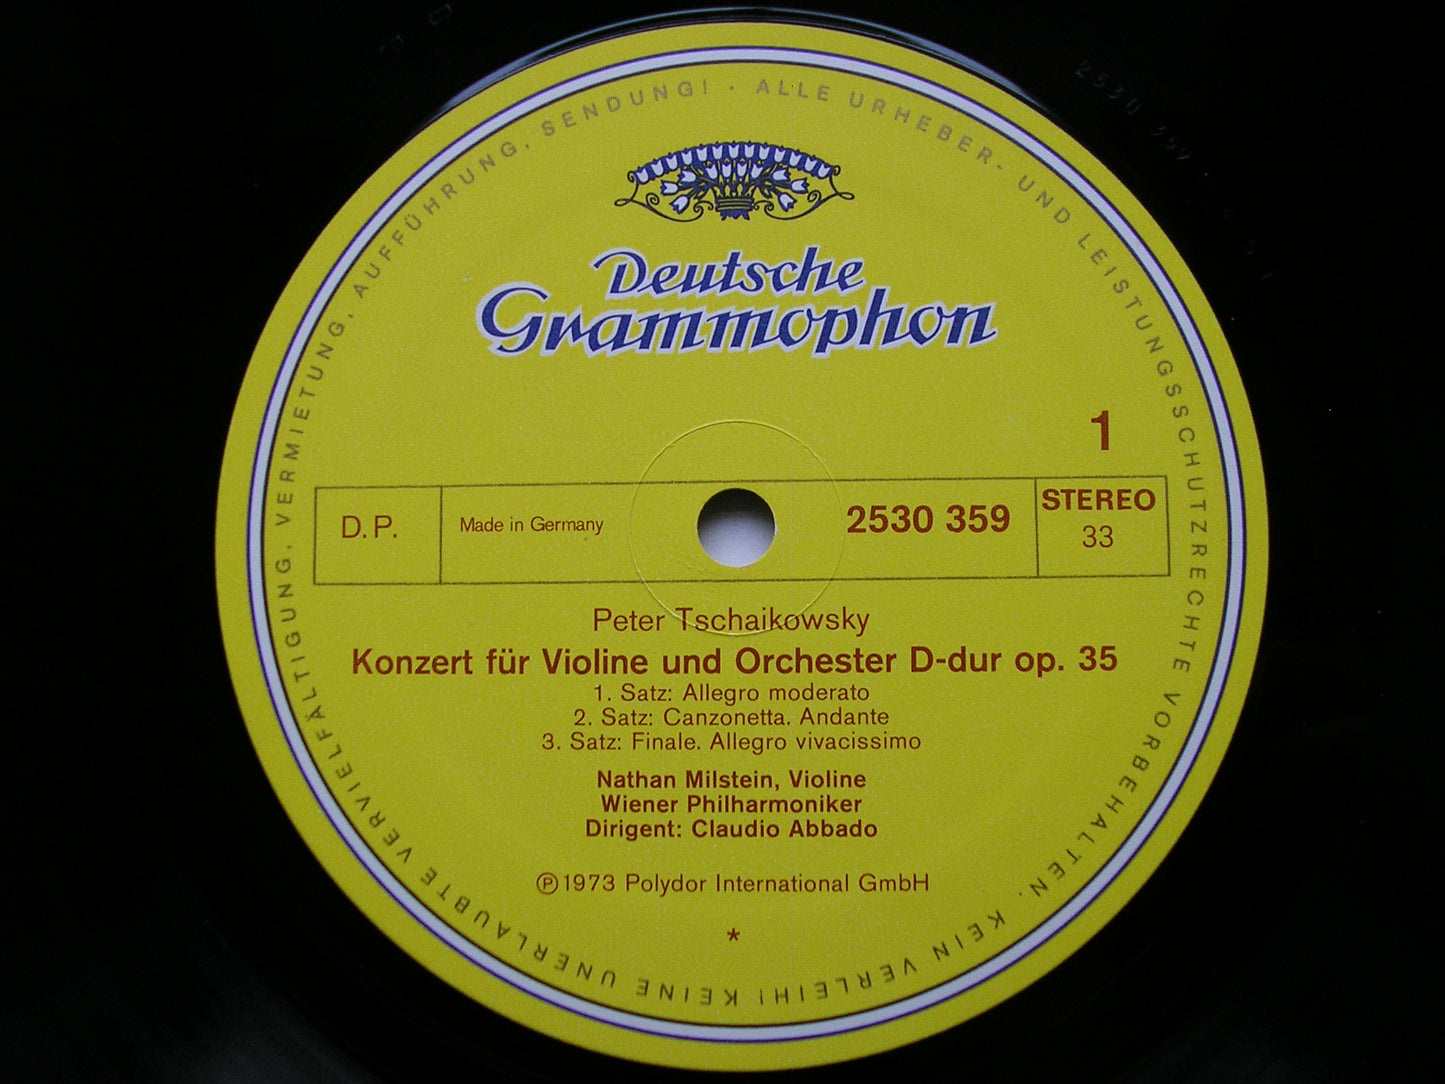 ALLE URHEBER- UND LEISTUNGSSCHUTZRECHTE VORBEHALTEN. KEIN VERLEIH! KEINE UNERLAUBTE VERVIELFÄLTIGUNG, VERMIETUNG, AUFFÜHRUNG, SENDUNG! ·
Deutsche
Grammophon
1
D.P.
Made in Germany
2530 359
STEREO
33
Peter Tschaikowsky
Konzert für Violine und Orchester D-dur op. 35
1. Satz: Allegro moderato
2. Satz: Canzonetta. Andante
3. Satz: Finale. Allegro vivacissimo
Nathan Milstein, Violine
Wiener Philharmoniker
Dirigent: Claudio Abbado
Ⓟ1973 Polydor International GmbH
*
2530 359